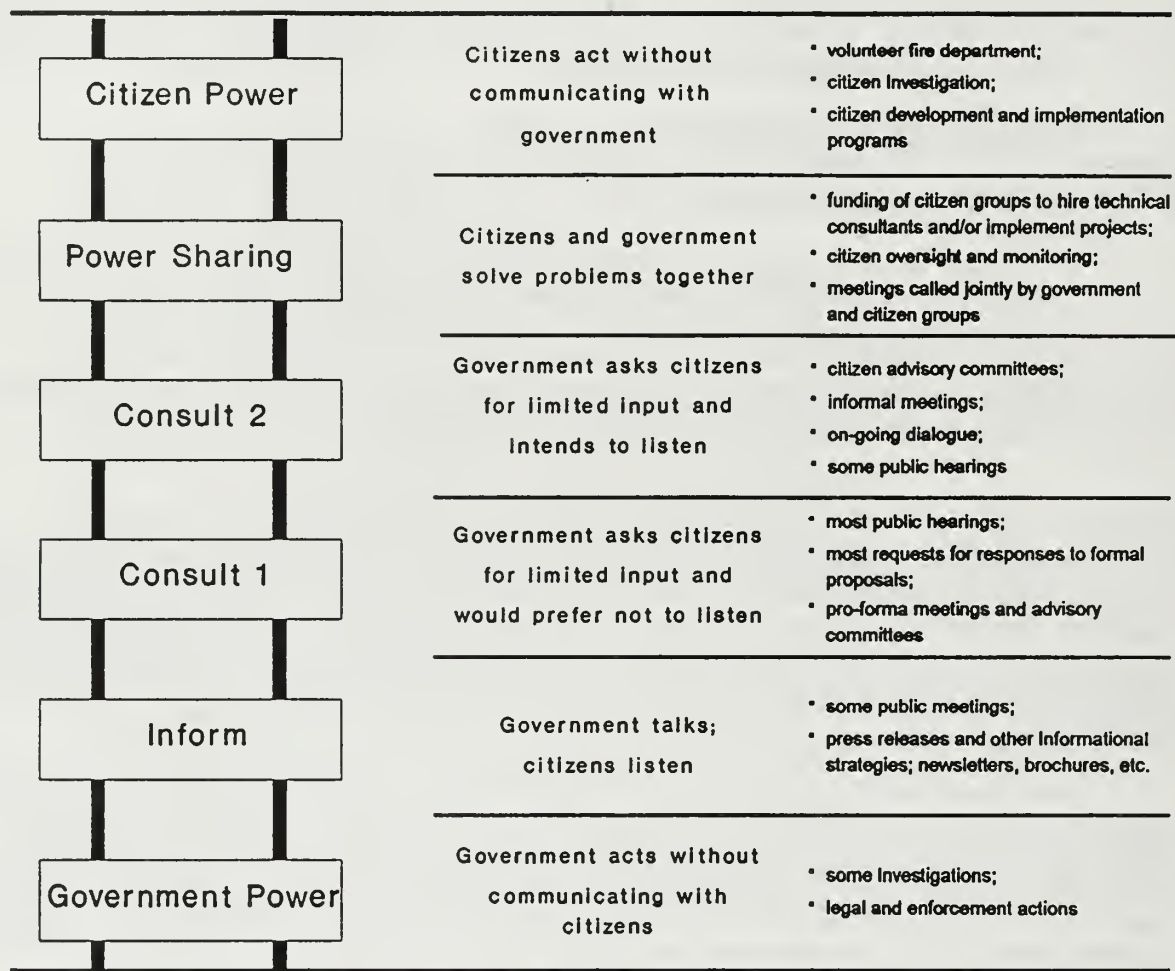 Citizen Power
Citizens act without
communicating with
government
• volunteer fire department;
• citizen Investigation;
• citizen development and implementation
programs
Power Sharing
Citizens and government
solve problems together
• funding of citizen groups to hire technical
consultants and/or implement projects;
• citizen oversight and monitoring;
• meetings called jointly by government
and citizen groups
Consult 2
Government asks citizens
for limited input and
intends to listen
• citizen advisory committees;
• informal meetings;
• on-going dialogue;
• some public hearings
Consult 1
Government asks citizens
for limited input and
would prefer not to listen
• most public hearings;
• most requests for responses to formal
proposals;
• pro-forma meetings and advisory
committees
Inform
Government talks;
citizens listen
• some public meetings;
• press releases and other Informational
strategies; newsletters, brochures, etc.
Government Power
Government acts without
communicating with
citizens
• some Investigations;
• legal and enforcement actions